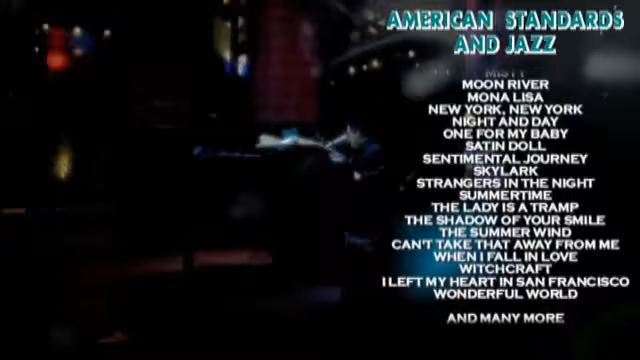 AMERICAN STANDARDS
AND JAZZ
MISTY
MOON RIVER
MONA LISA
NEW YORK, NEW YORK
NIGHT AND DAY
ONE FOR MY BABY
SATIN DOLL
SENTIMENTAL JOURNEY
SKYLARK
STRANGERS IN THE NIGHT
SUMMERTIME
THE LADY IS A TRAMP
THE SHADOW OF YOUR SMILE
THE SUMMER WIND
CAN'T TAKE THAT AWAY FROM ME
WHEN I FALL IN LOVE
WITCHCRAFT
I LEFT MY HEART IN SAN FRANCISCO
WONDERFUL WORLD
AND MANY MORE